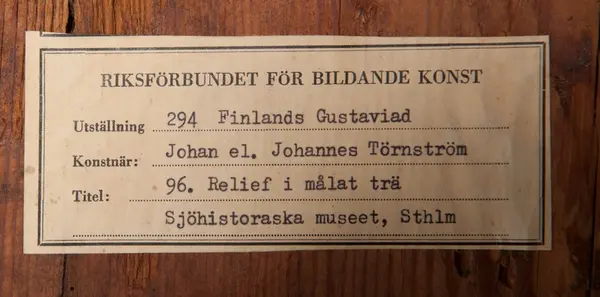 RIKSFÖRBUNDET FÖR BILDANDE KONST
Utställning 294 Finlands Gustaviad
Konstnär: Johan el. Johannes Törnström
Titel: 96. Relief i målat trä
Sjöhistoraska museet, Sthlm